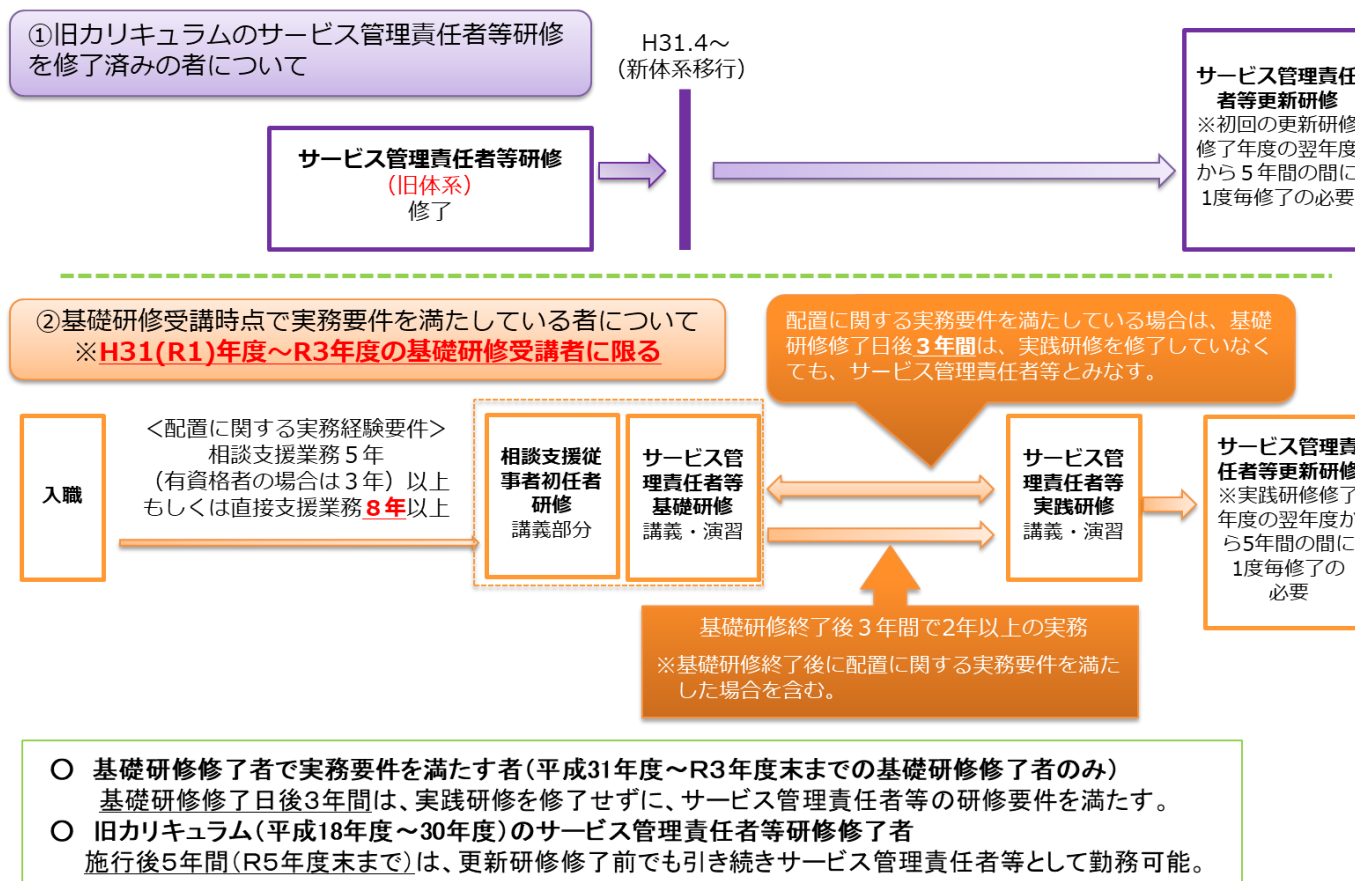 ①旧カリキュラムのサービス管理責任者等研修
を修了済みの者について
H31.4～
（新体系移行）
サービス管理責任者等研修
（旧体系）
修了
サービス管理責任
者等更新研修
※初回の更新研修
修了年度の翌年度
から５年間の間に
1度毎修了の必要
②基礎研修受講時点で実務要件を満たしている者について
※H31(R1)年度～R3年度の基礎研修受講者に限る
配置に関する実務要件を満たしている場合は、基礎
研修修了日後３年間は、実践研修を修了していなく
ても、サービス管理責任者等とみなす。
入職
＜配置に関する実務経験要件＞
相談支援業務５年
（有資格者の場合は３年）以上
もしくは直接支援業務８年以上
相談支援従
事者初任者
研修
講義部分
サービス管
理責任者等
基礎研修
講義・演習
サービス管
理責任者等
実践研修
講義・演習
サービス管理責
任者等更新研修
※実践研修修了
年度の翌年度か
ら5年間の間に
1度毎修了の
必要
基礎研修終了後３年間で2年以上の実務
※基礎研修終了後に配置に関する実務要件を満た
した場合を含む。
○　基礎研修修了者で実務要件を満たす者（平成31年度～R３年度末までの基礎研修修了者のみ）
基礎研修修了日後3年間は、実践研修を修了せずに、サービス管理責任者等の研修要件を満たす。
○　旧カリキュラム（平成18年度～30年度）のサービス管理責任者等研修修了者
施行後5年間（R5年度末まで）は、更新研修修了前でも引き続きサービス管理責任者等として勤務可能。